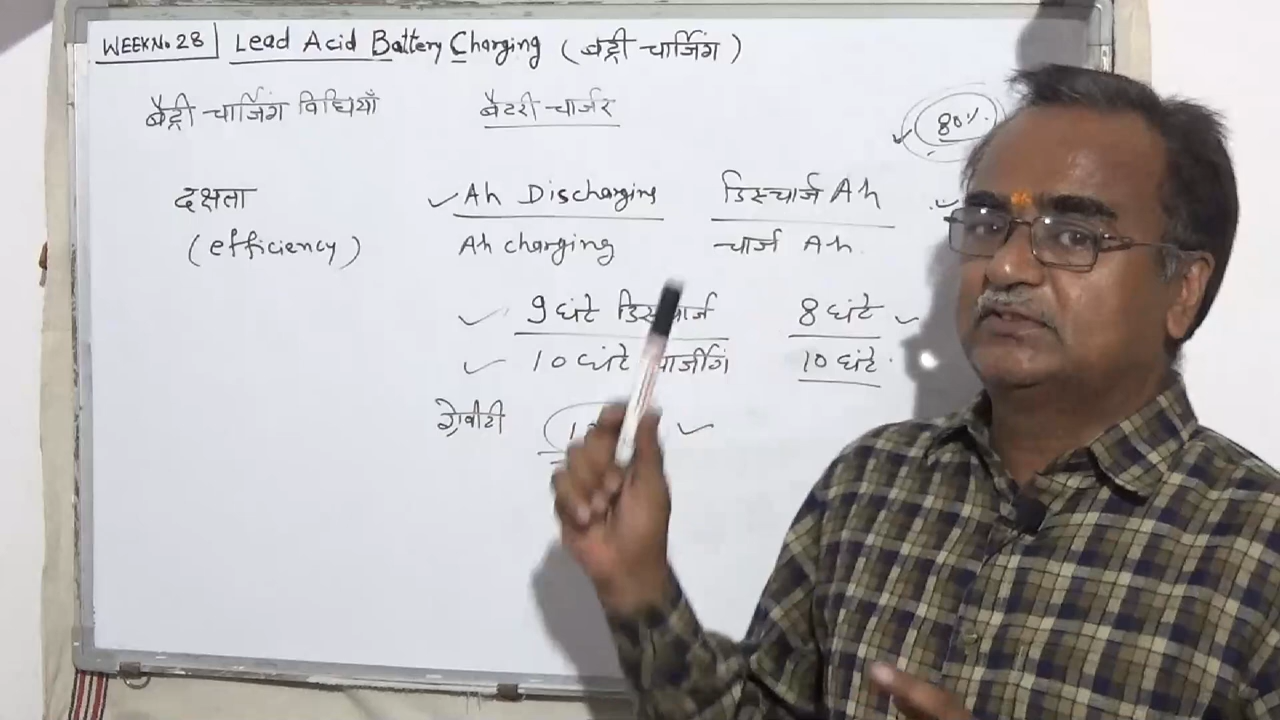 WEEK No. 28 Lead Acid Battery Charging (बैट्री चार्जिंग)
बैट्री चार्जिंग विधियाँ बैटरी चार्जर
80%
दक्षता Ah Discharging डिस्चार्ज Ah
(efficiency) Ah charging चार्ज Ah
9 घंटे 8 घंटे
10 घंटे 10 घंटे
ग्रेवीटी